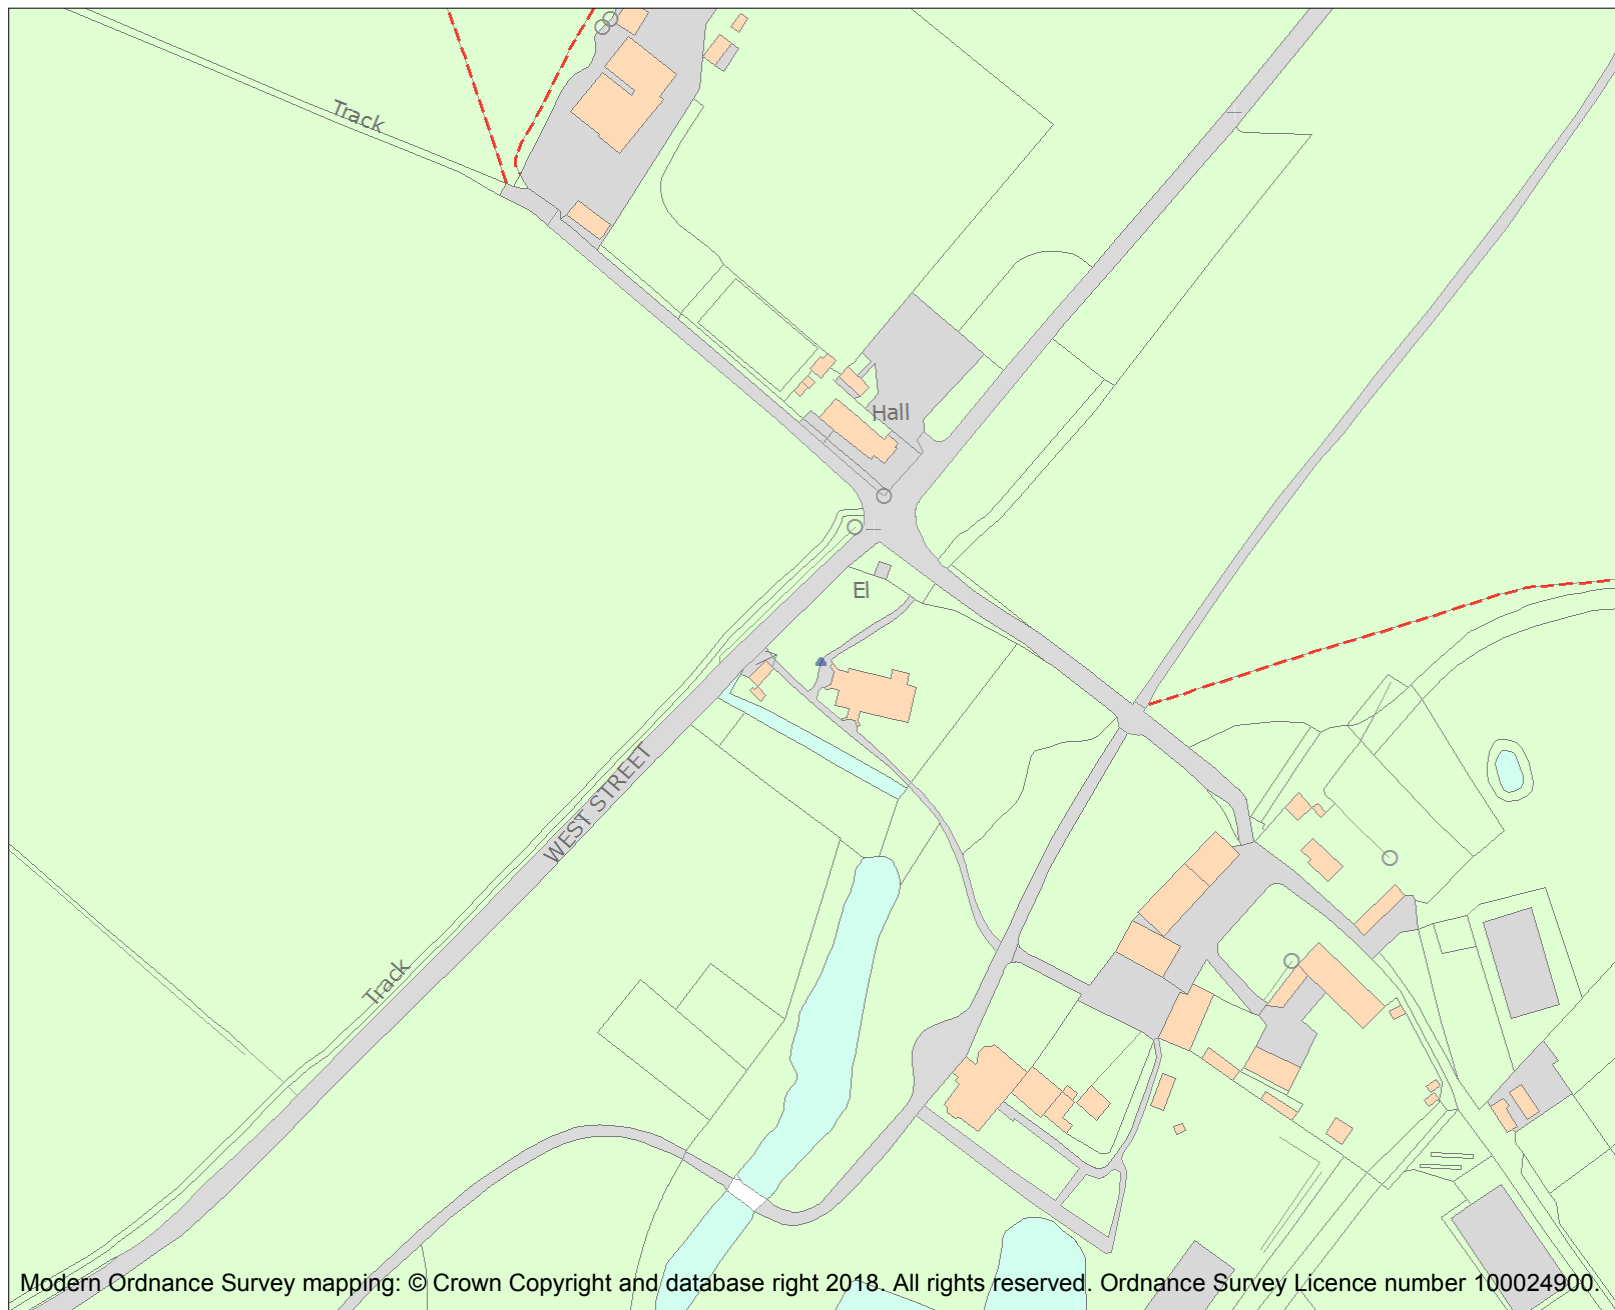 Track
Hall
El
WEST STREET
Track
Modern Ordnance Survey mapping: © Crown Copyright and database right 2018. All rights reserved. Ordnance Survey Licence number 100024900.